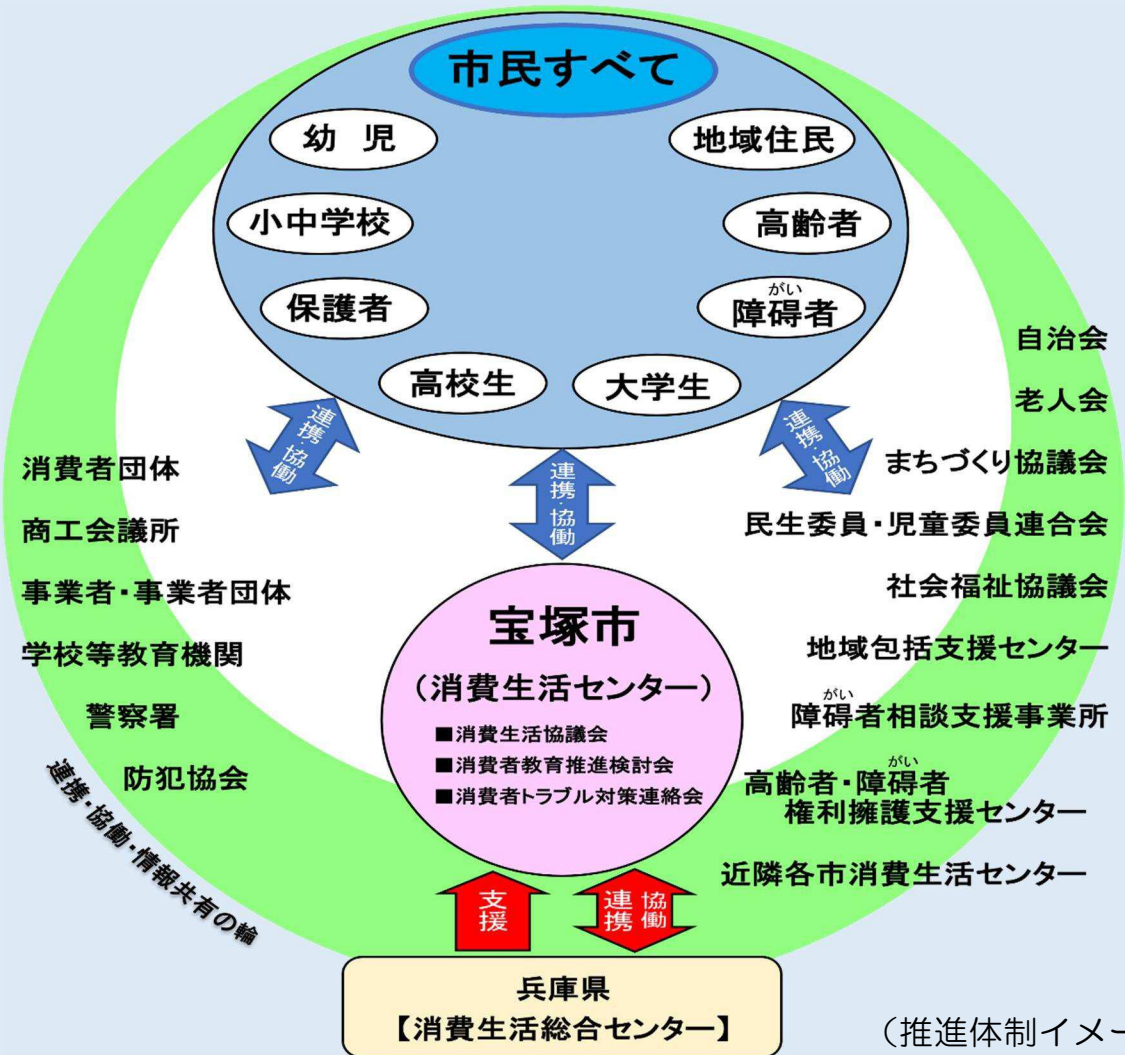 市民すべて
幼 児
地域住民
小中学校
高齢者
保護者
がい
障碍者
高校生
大学生
連携・協働
連携・協働
連携・協働
消費者団体
商工会議所
事業者・事業者団体
学校等教育機関
警察署
防犯協会
連携・協働・情報共有の輪
自治会
老人会
まちづくり協議会
民生委員・児童委員連合会
社会福祉協議会
地域包括支援センター
がい
障碍者相談支援事業所
がい
高齢者・障碍者
権利擁護支援センター
近隣各市消費生活センター
宝塚市
（消費生活センター）
■消費生活協議会
■消費者教育推進検討会
■消費者トラブル対策連絡会
支援
連携
協働
兵庫県
【消費生活総合センター】
（推進体制イメー